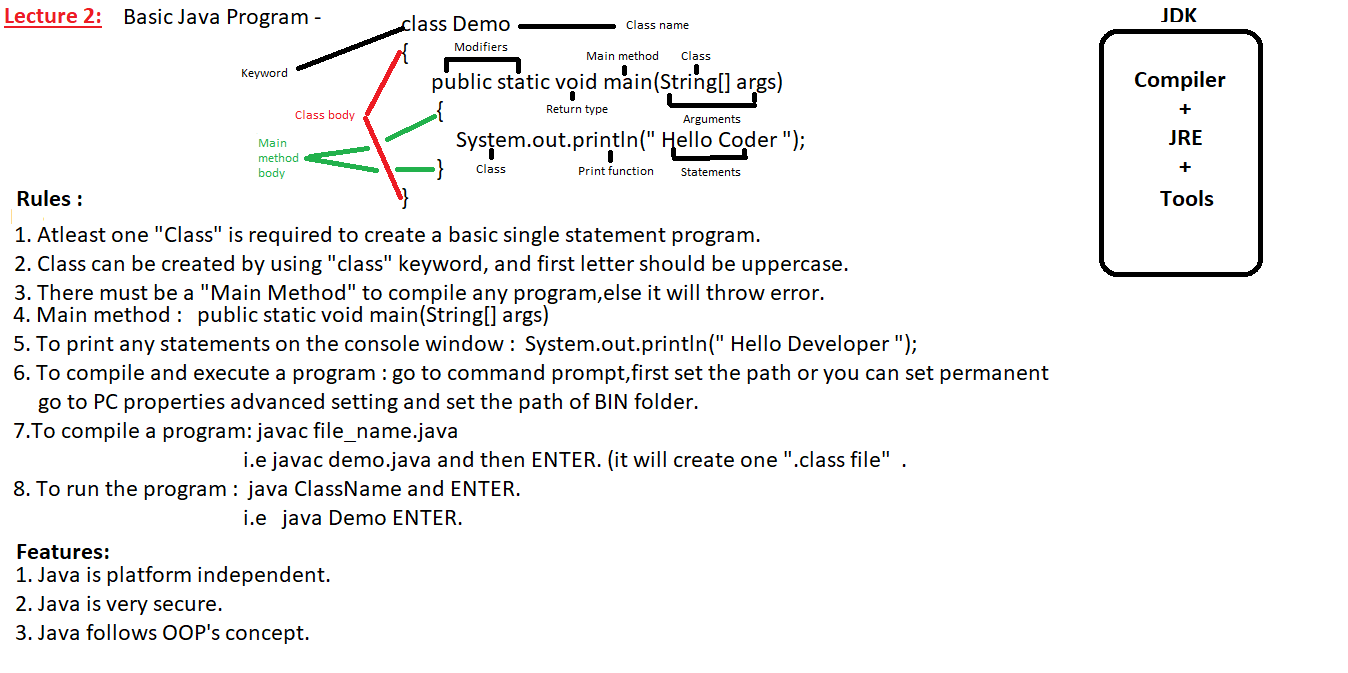 Lecture 2: Basic Java Program -
class Demo
Class name
Keyword
{
Modifiers
Main method
Class
public static void main(String[] args)
Return type
Arguments
Class body
{
System.out.println(" Hello Coder ");
Main
method
body
Class
Print function
Statements
}
}
JDK
Compiler
+
JRE
+
Tools
Rules :
1. Atleast one "Class" is required to create a basic single statement program.
2. Class can be created by using "class" keyword, and first letter should be uppercase.
3. There must be a "Main Method" to compile any program,else it will throw error.
4. Main method : public static void main(String[] args)
5. To print any statements on the console window : System.out.println(" Hello Developer ");
6. To compile and execute a program : go to command prompt,first set the path or you can set permanent
go to PC properties advanced setting and set the path of BIN folder.
7.To compile a program: javac file_name.java
i.e javac demo.java and then ENTER. (it will create one ".class file" .
8. To run the program : java ClassName and ENTER.
i.e java Demo ENTER.
Features:
1. Java is platform independent.
2. Java is very secure.
3. Java follows OOP's concept.